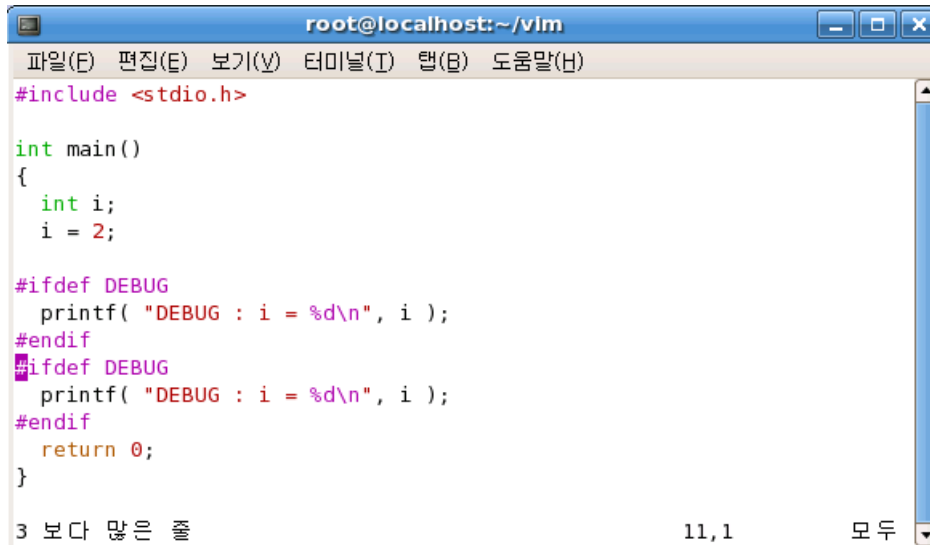 root@localhost:~/vim
파일(F) 편집(E) 보기(V) 터미널(T) 탭(B) 도움말(H)
#include <stdio.h>
int main()
{
  int i;
  i = 2;
#ifdef DEBUG
  printf( "DEBUG : i = %d\n", i );
#endif
#ifdef DEBUG
  printf( "DEBUG : i = %d\n", i );
#endif
  return 0;
}
3 보다 많은 줄 11,1 모두